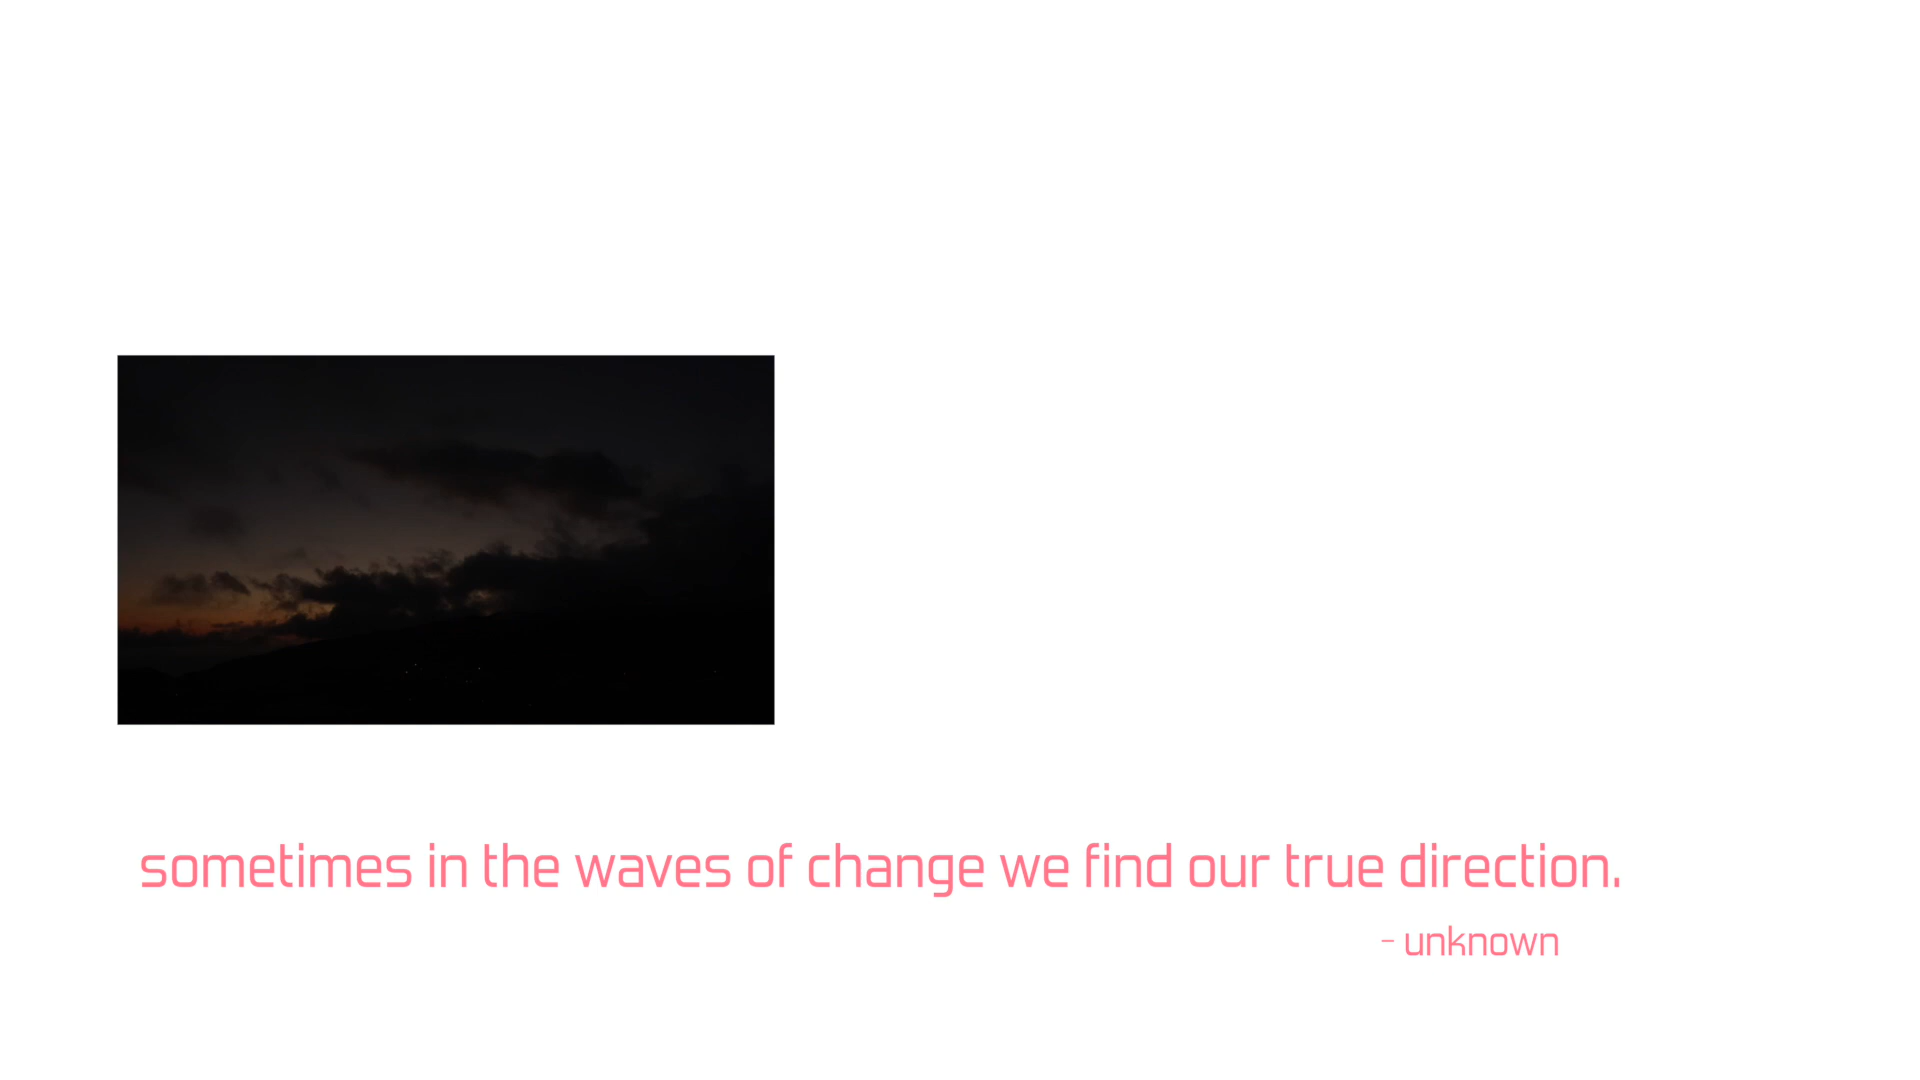 sometimes in the waves of change we find our true direction.
- unknown